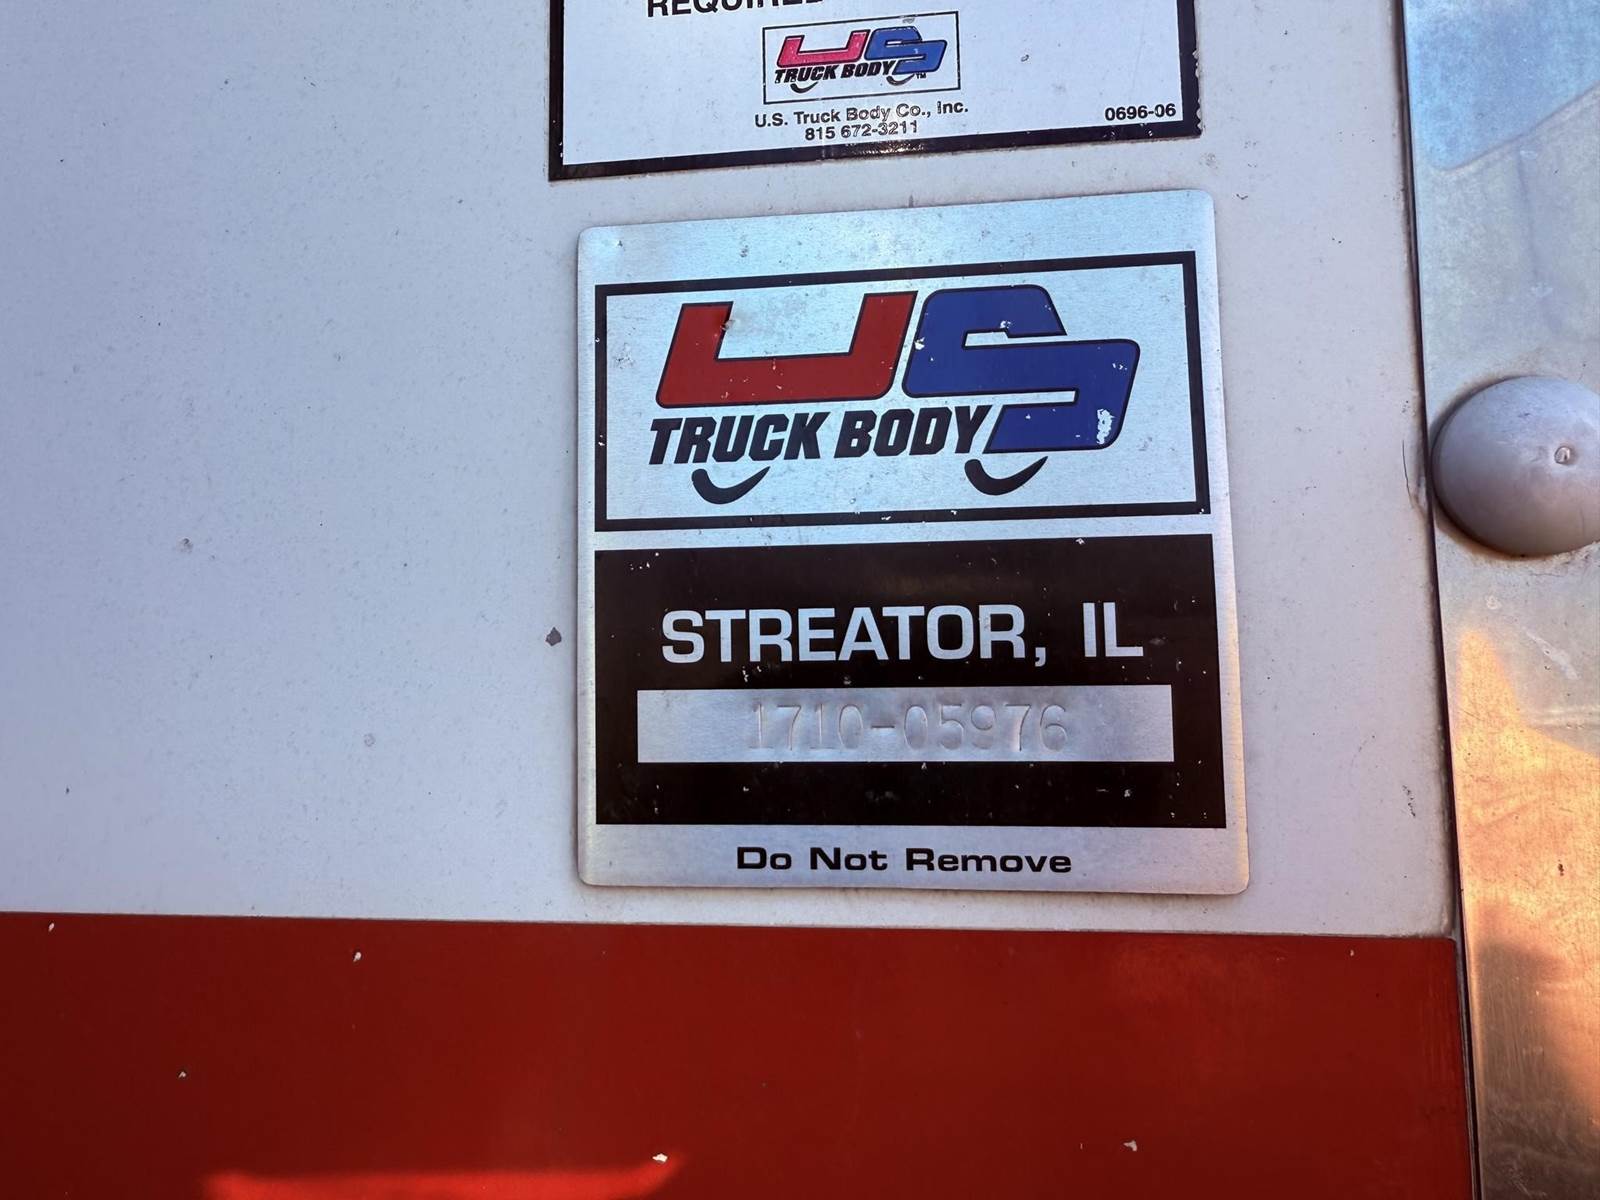 REQUIRED
US
TRUCK BODY™
U.S. Truck Body Co., Inc.
815 672-3211
0696-06
US
TRUCK BODY
STREATOR, IL
1710-05976
Do Not Remove